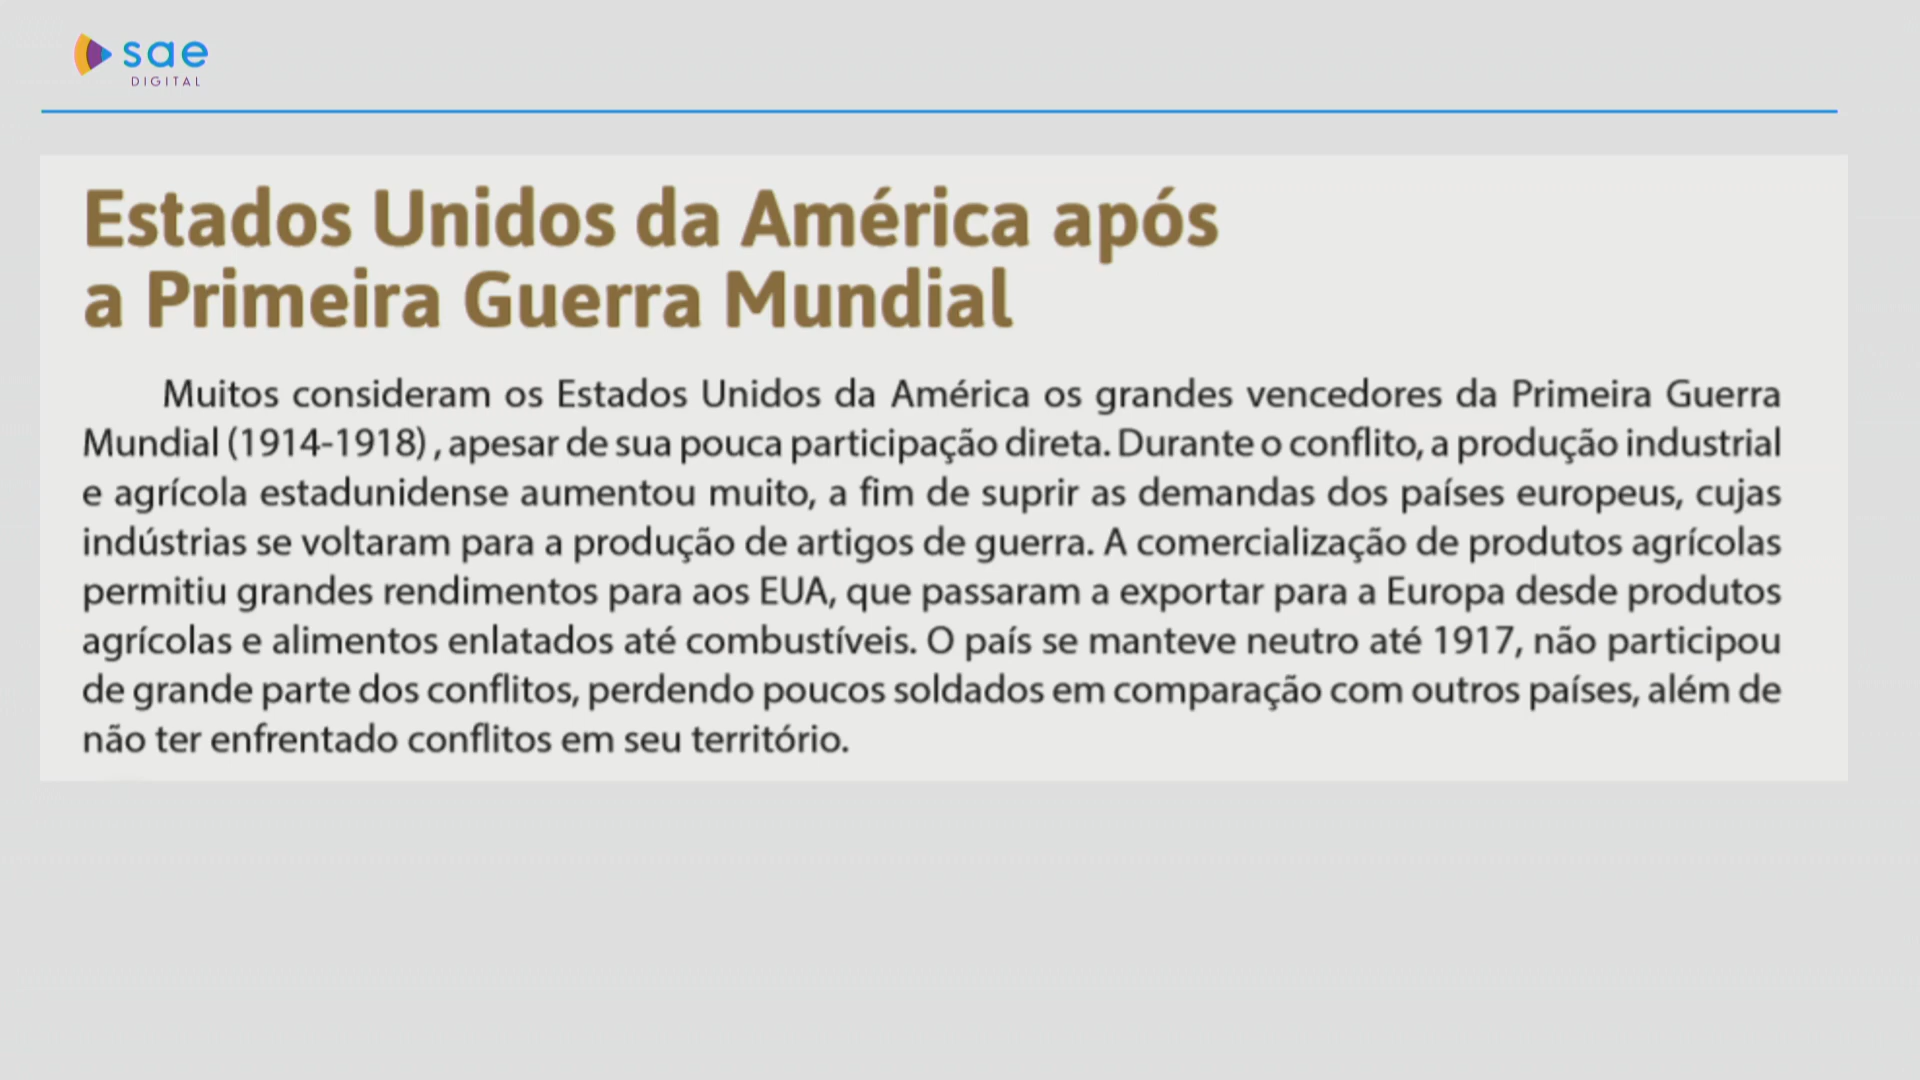 sae
DIGITAL
Estados Unidos da América após
a Primeira Guerra Mundial
Muitos consideram os Estados Unidos da América os grandes vencedores da Primeira Guerra
Mundial (1914-1918) , apesar de sua pouca participação direta. Durante o conflito, a produção industrial
e agrícola estadunidense aumentou muito, a fim de suprir as demandas dos países europeus, cujas
indústrias se voltaram para a produção de artigos de guerra. A comercialização de produtos agrícolas
permitiu grandes rendimentos para aos EUA, que passaram a exportar para a Europa desde produtos
agrícolas e alimentos enlatados até combustíveis. O país se manteve neutro até 1917, não participou
de grande parte dos conflitos, perdendo poucos soldados em comparação com outros países, além de
não ter enfrentado conflitos em seu território.